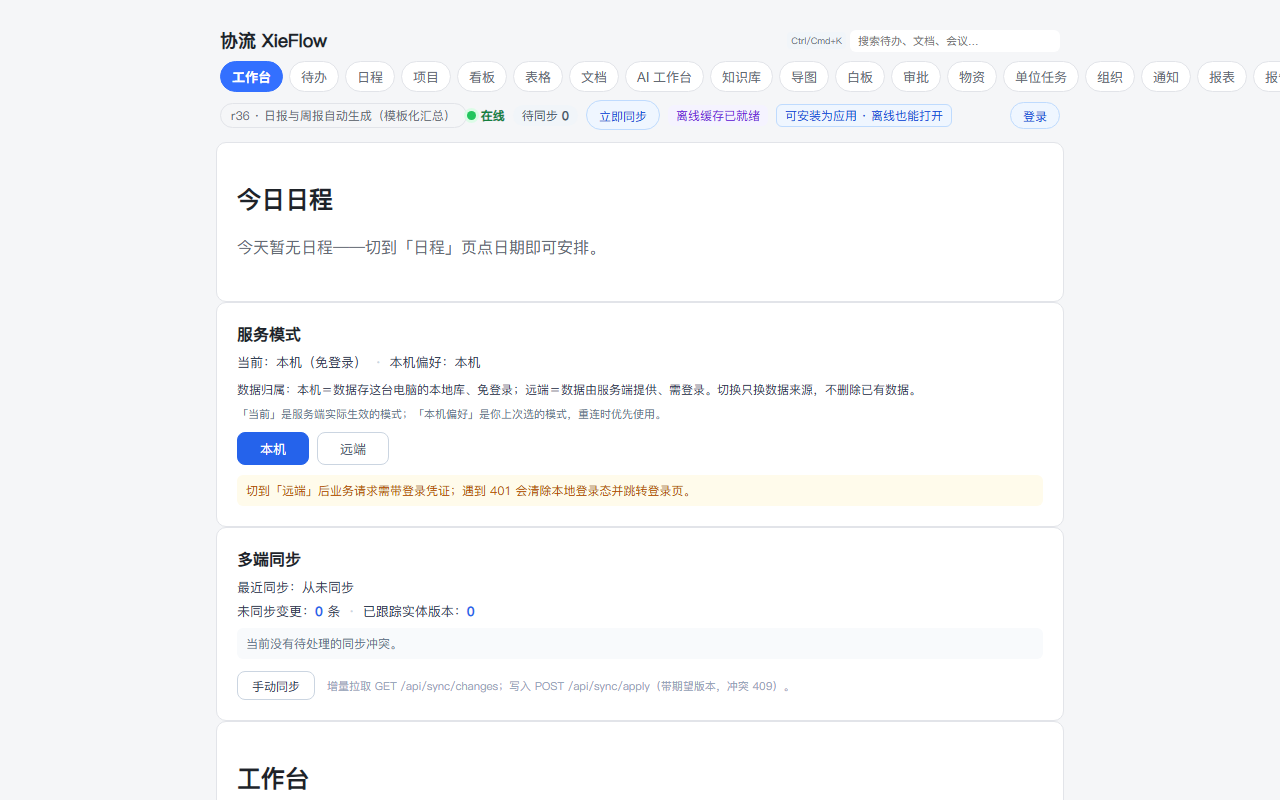 协流 XieFlow
Ctrl/Cmd+K 搜索待办、文档、会议...
工作台 待办 日程 项目 看板 表格 文档 AI 工作台 知识库 导图 白板 审批 物资 单位任务 组织 通知 报表
r36 · 日报与周报自动生成（模板化汇总） 在线 待同步 0 立即同步 离线缓存已就绪 可安装为应用 · 离线也能打开 登录
今日日程
今天暂无日程——切到「日程」页点日期即可安排。
服务模式
当前：本机（免登录） · 本机偏好：本机
数据归属：本机＝数据存这台电脑的本地库、免登录；远端＝数据由服务端提供、需登录。切换只换数据来源，不删除已有数据。
「当前」是服务端实际生效的模式；「本机偏好」是你上次选的模式，重连时优先使用。
本机 远端
切到「远端」后业务请求需带登录凭证；遇到 401 会清除本地登录态并跳转登录页。
多端同步
最近同步：从未同步
未同步变更：0 条 · 已跟踪实体版本：0
当前没有待处理的同步冲突。
手动同步 增量拉取 GET /api/sync/changes；写入 POST /api/sync/apply（带期望版本，冲突 409）。
工作台